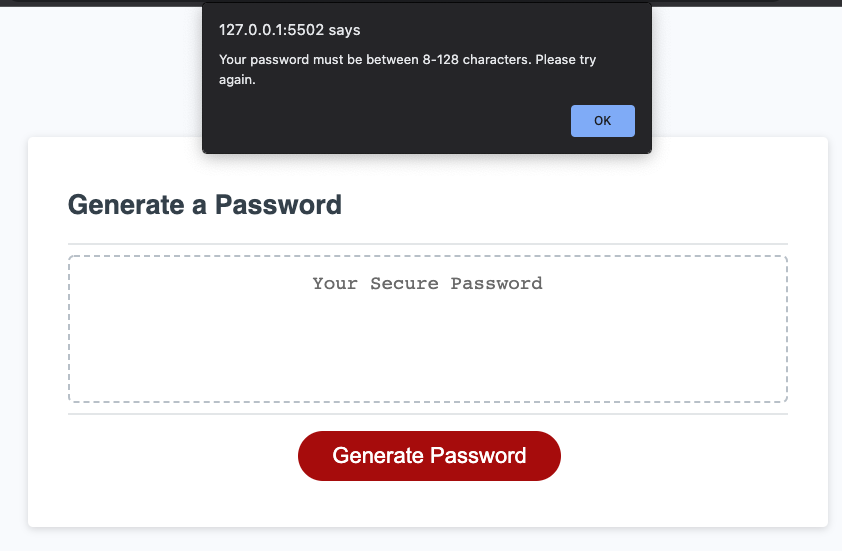 127.0.0.1:5502 says
Your password must be between 8-128 characters. Please try
again.
OK
Generate a Password
Your Secure Password
Generate Password